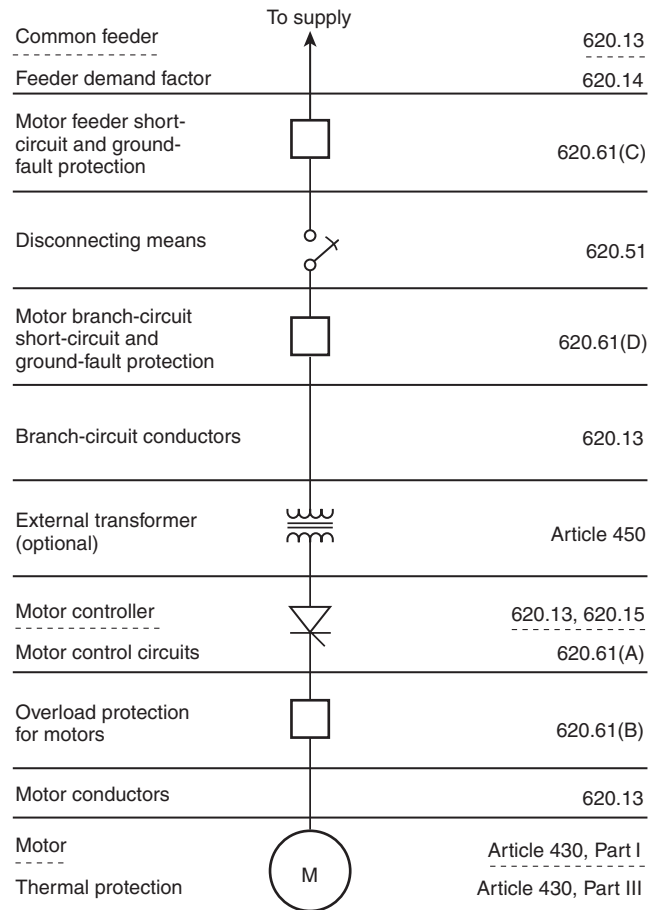 To supply
Common feeder 620.13
Feeder demand factor 620.14
Motor feeder short-
circuit and ground-
fault protection 620.61(C)
Disconnecting means 620.51
Motor branch-circuit
short-circuit and
ground-fault protection 620.61(D)
Branch-circuit conductors 620.13
External transformer
(optional) Article 450
Motor controller 620.13, 620.15
Motor control circuits 620.61(A)
Overload protection
for motors 620.61(B)
Motor conductors 620.13
Motor Article 430, Part I
M
Thermal protection Article 430, Part III